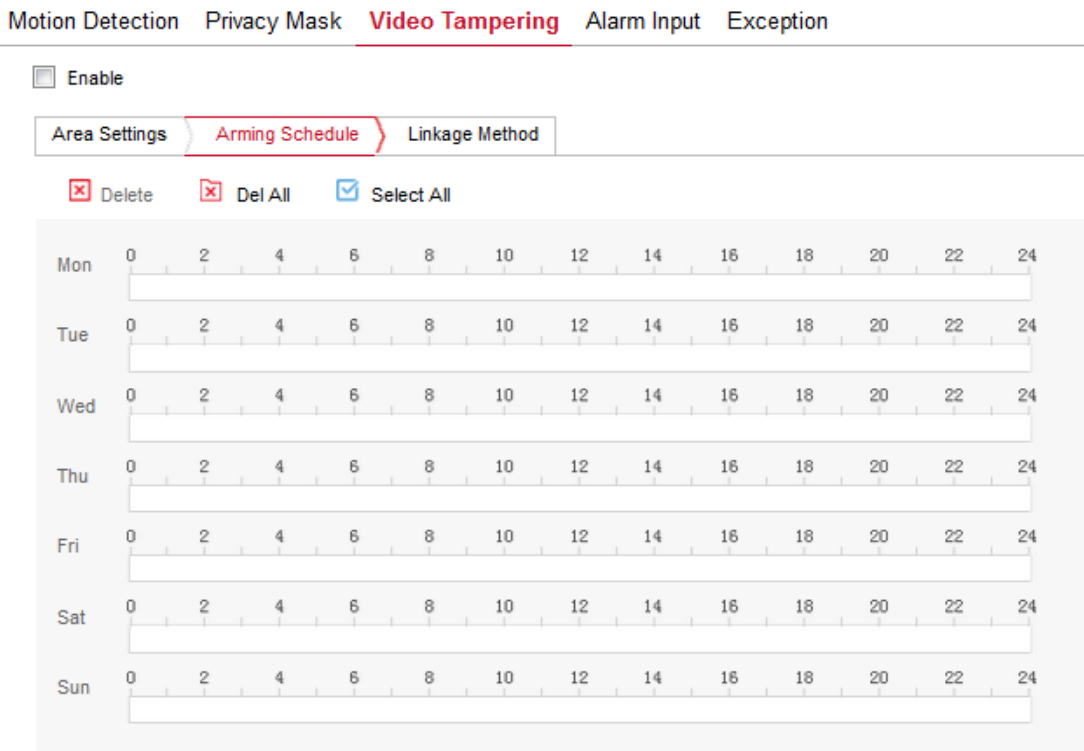 Motion Detection Privacy Mask Video Tampering Alarm Input Exception
Enable
Area Settings Arming Schedule Linkage Method
Delete Del All Select All
Mon 0 2 4 6 8 10 12 14 16 18 20 22 24
Tue 0 2 4 6 8 10 12 14 16 18 20 22 24
Wed 0 2 4 6 8 10 12 14 16 18 20 22 24
Thu 0 2 4 6 8 10 12 14 16 18 20 22 24
Fri 0 2 4 6 8 10 12 14 16 18 20 22 24
Sat 0 2 4 6 8 10 12 14 16 18 20 22 24
Sun 0 2 4 6 8 10 12 14 16 18 20 22 24